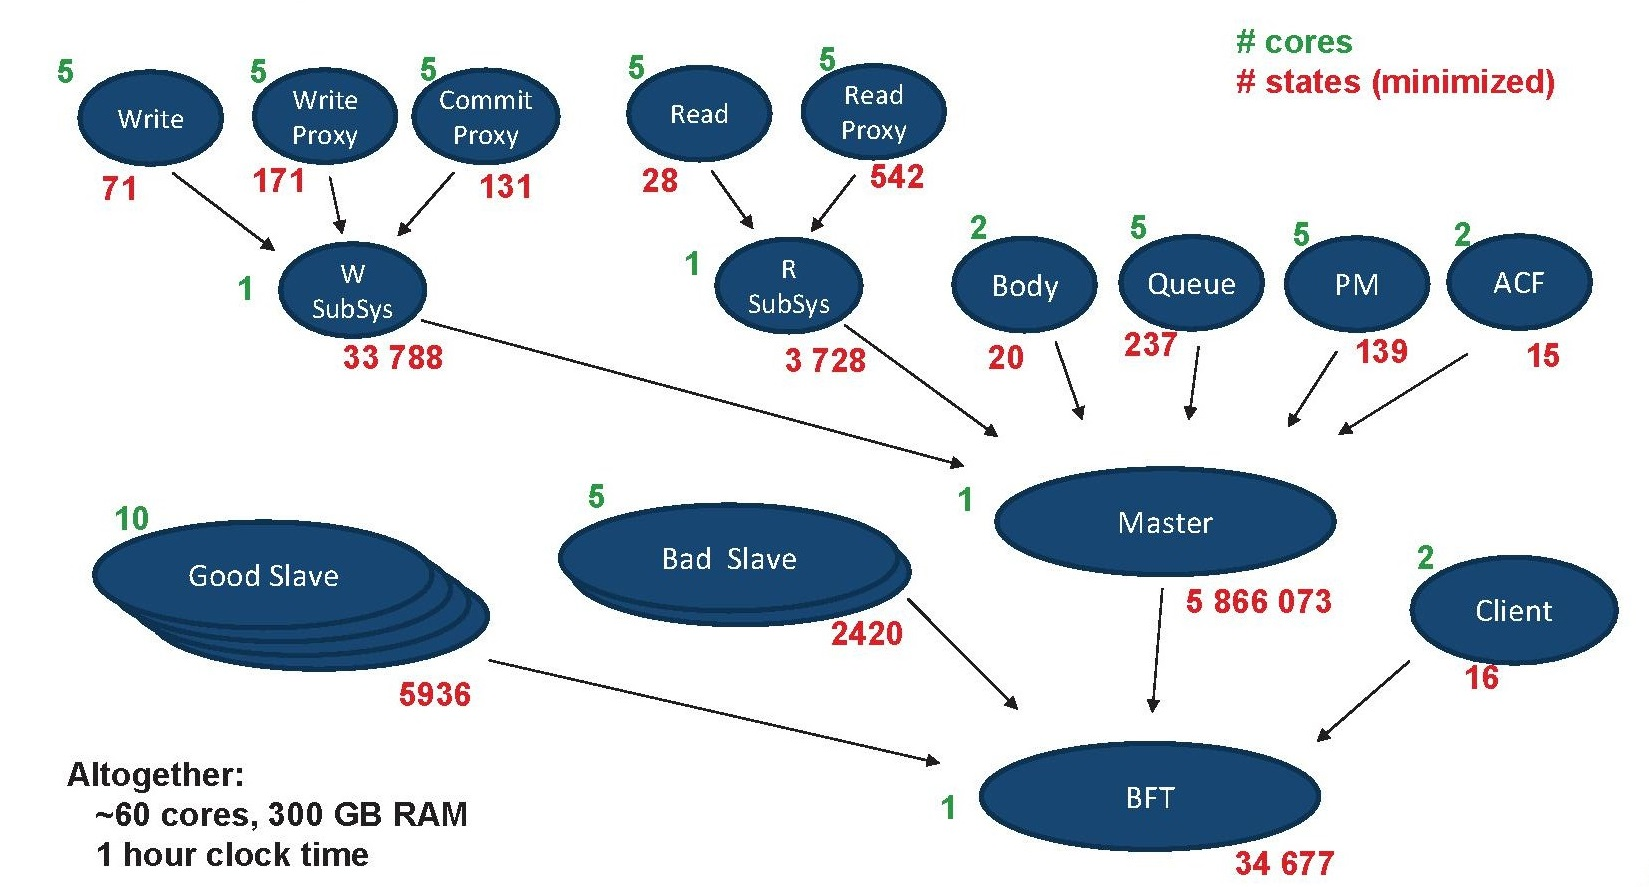 # cores
# states (minimized)
5
Write
71
5
Write
Proxy
171
5
Commit
Proxy
131
5
Read
28
5
Read
Proxy
542
1
W
SubSys
33 788
1
R
SubSys
3 728
2
Body
20
5
Queue
237
5
PM
139
2
ACF
15
10
Good Slave
5936
5
Bad Slave
2420
1
Master
5 866 073
2
Client
16
1
BFT
34 677
Altogether:
~60 cores, 300 GB RAM
1 hour clock time